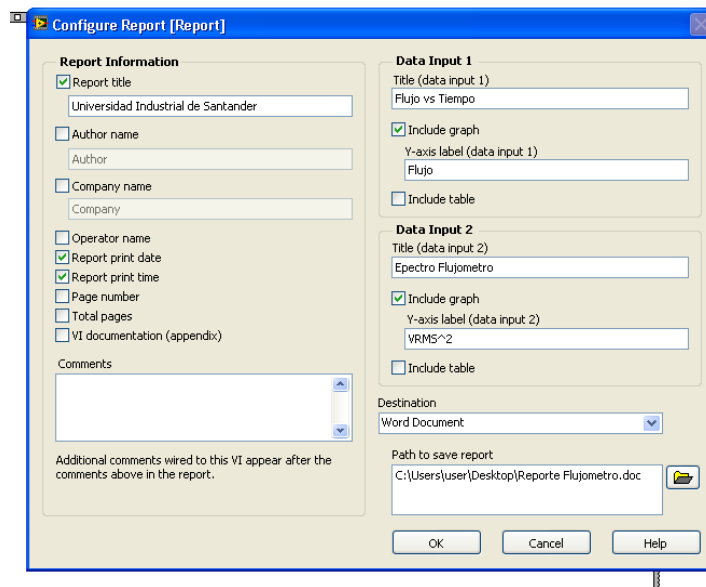 Configure Report [Report]
Report Information
Report title
Universidad Industrial de Santander
Author name
Author
Company name
Company
Operator name
Report print date
Report print time
Page number
Total pages
VI documentation (appendix)
Comments
Additional comments wired to this VI appear after the
comments above in the report.
Data Input 1
Title (data input 1)
Flujo vs Tiempo
Include graph
Y-axis label (data input 1)
Flujo
Include table
Data Input 2
Title (data input 2)
Epectro Flujometro
Include graph
Y-axis label (data input 2)
VRMS^2
Include table
Destination
Word Document
Path to save report
C:\Users\user\Desktop\Reporte Flujometro.doc
OK
Cancel
Help